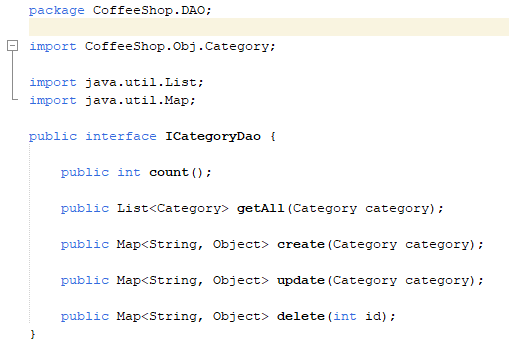 package CoffeeShop.DAO;
import CoffeeShop.Obj.Category;
import java.util.List;
import java.util.Map;
public interface ICategoryDao {
public int count();
public List<Category> getAll(Category category);
public Map<String, Object> create(Category category);
public Map<String, Object> update(Category category);
public Map<String, Object> delete(int id);
}